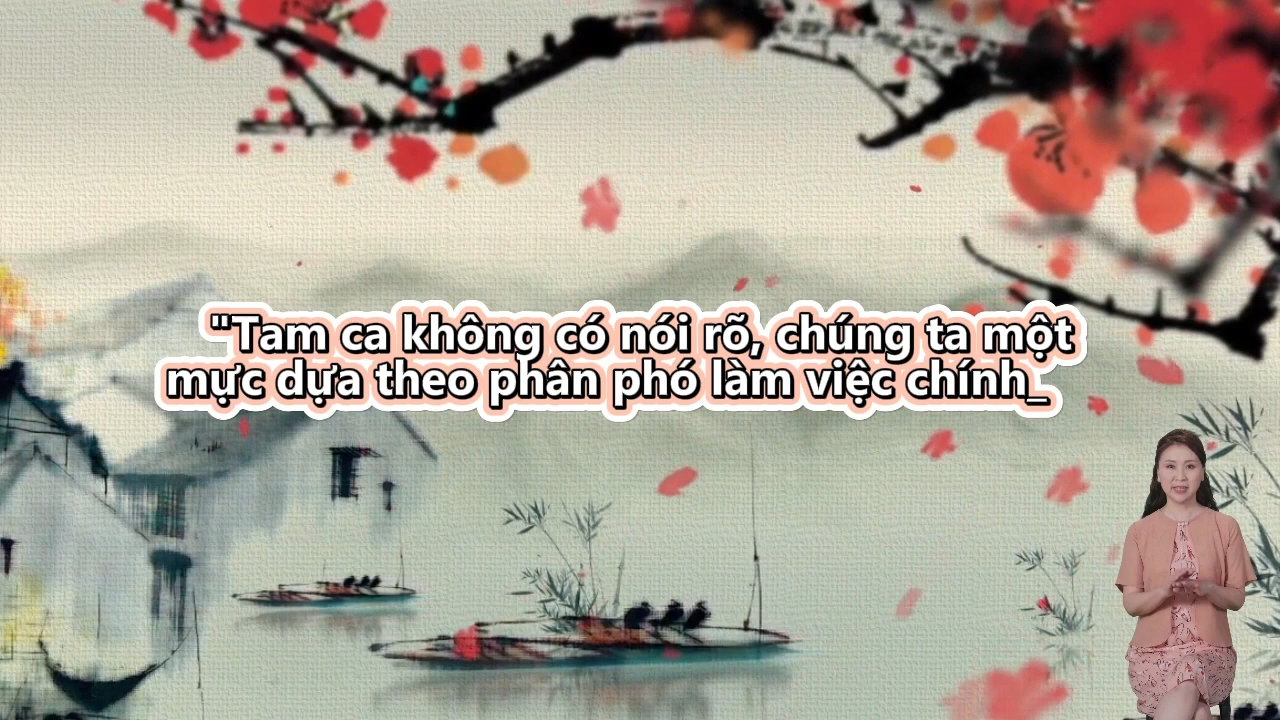 "Tam ca không có nói rõ, chúng ta một
mực dựa theo phân phó làm việc chính_